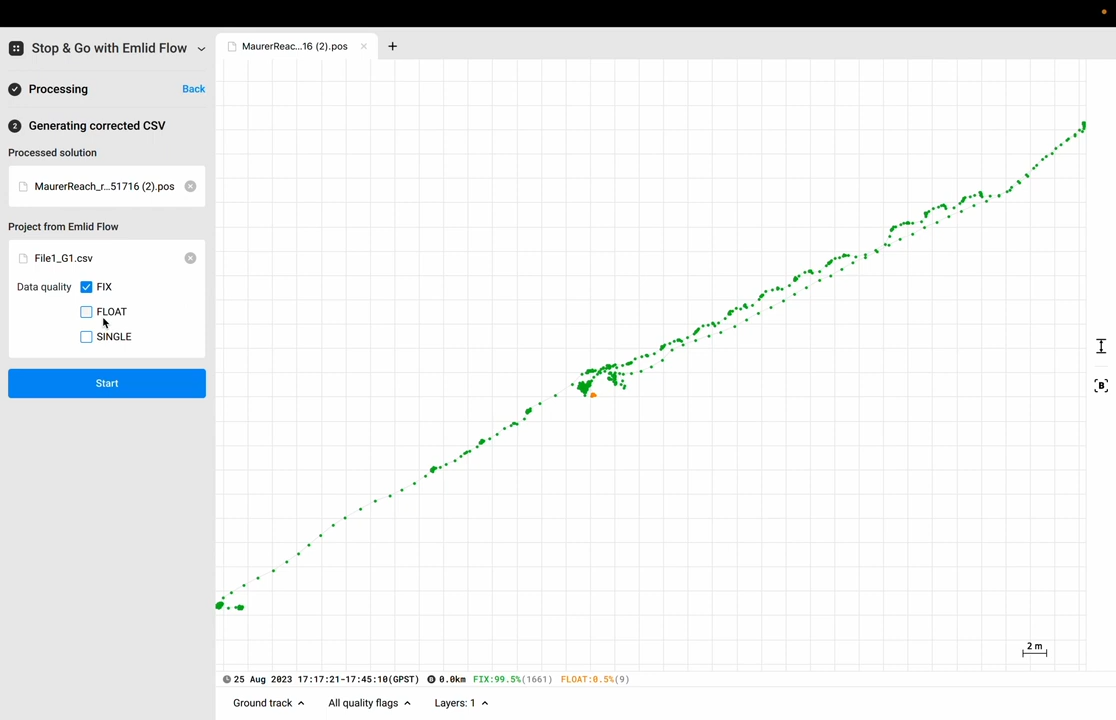 Stop & Go with Emlid Flow
MaurerReac...16 (2).pos
Processing
Back
2 Generating corrected CSV
Processed solution
MaurerReach_r...51716 (2).pos
Project from Emlid Flow
File1_G1.csv
Data quality
FIX
FLOAT
SINGLE
Start
B
2 m
25 Aug 2023 17:17:21-17:45:10(GPST) B 0.0km FIX:99.5%(1661) FLOAT:0.5%(9)
Ground track
All quality flags
Layers: 1